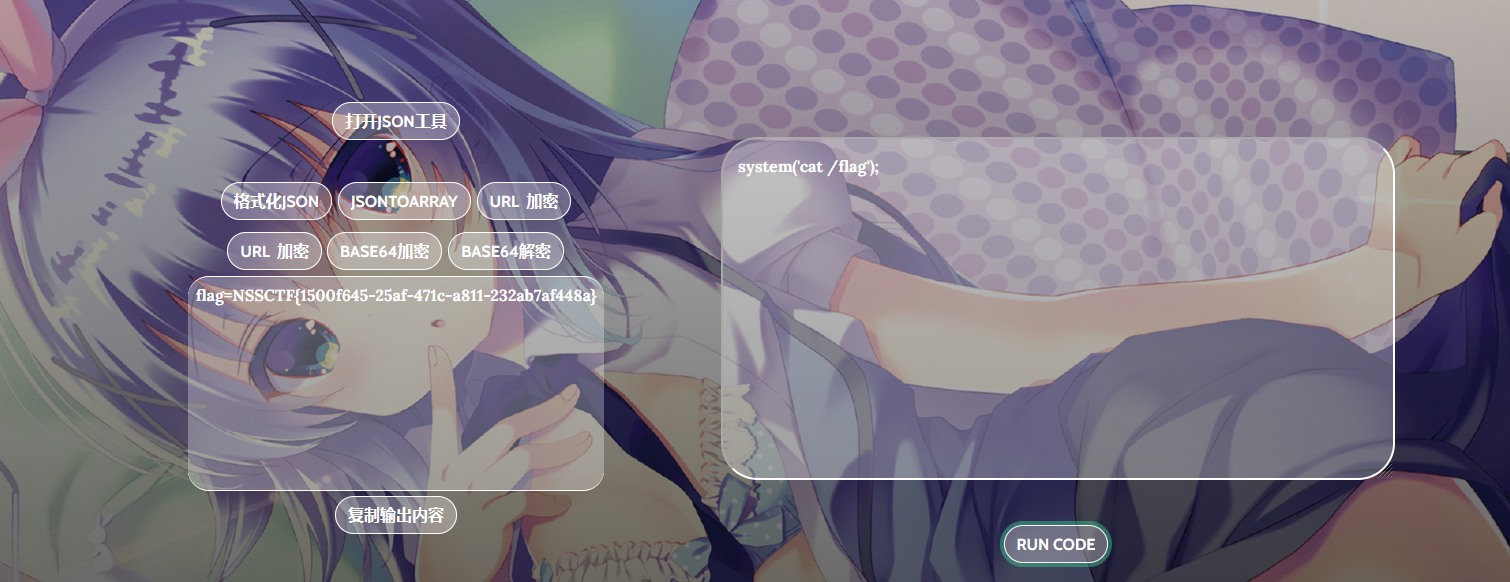 打开JSON工具
格式化JSON JSONTOARRAY URL 加密
URL 加密 BASE64加密 BASE64解密
flag=NSSCTF{1500f645-25af-471c-a811-232ab7af448a}
复制输出内容
system('cat /flag');
RUN CODE